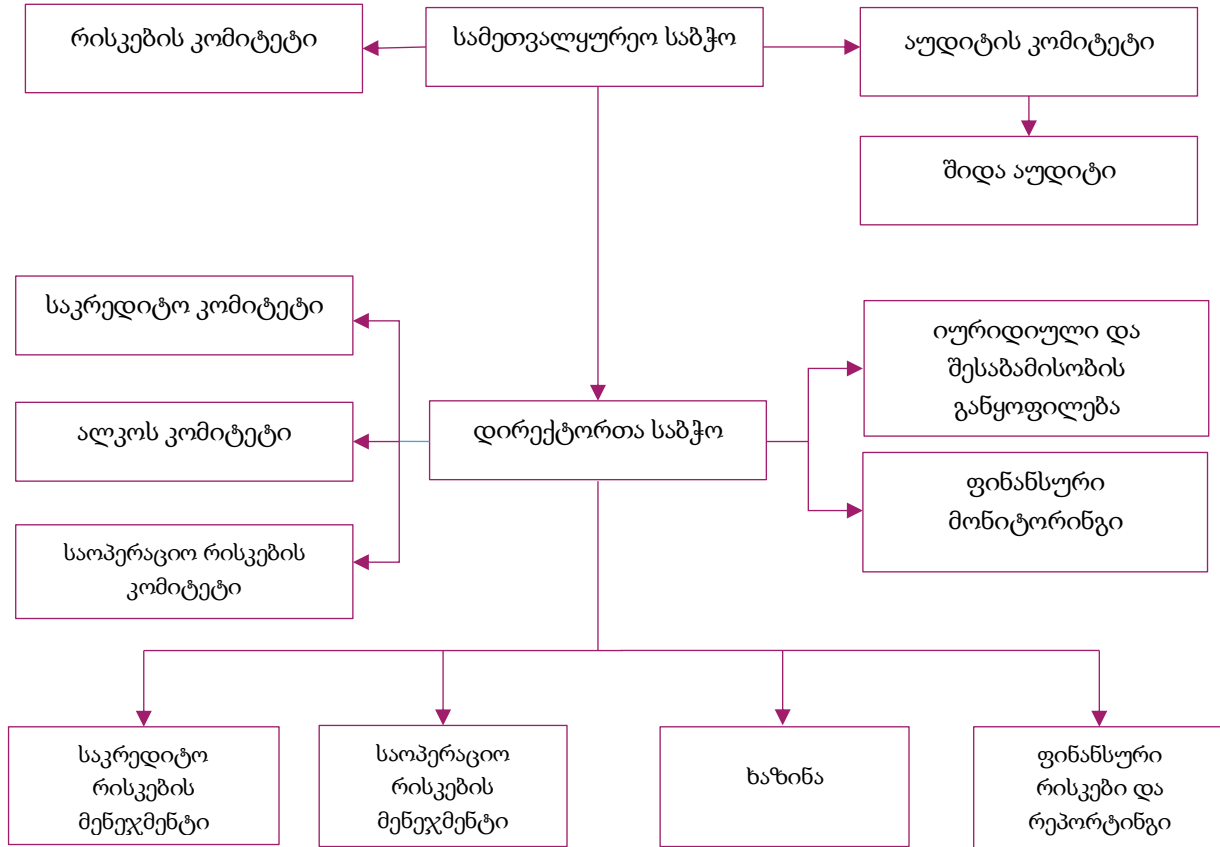 რისკების კომიტეტი
სამეთვალყურეო საბჭო
აუდიტის კომიტეტი
შიდა აუდიტი
საკრედიტო კომიტეტი
იურიდიული და
შესაბამისობის
განყოფილება
ალკოს კომიტეტი
დირექტორთა საბჭო
ფინანსური
მონიტორინგი
საოპერაციო რისკების
კომიტეტი
საკრედიტო
რისკების
მენეჯმენტი
საოპერაციო
რისკების
მენეჯმენტი
ხაზინა
ფინანსური
რისკები და
რეპორტინგი